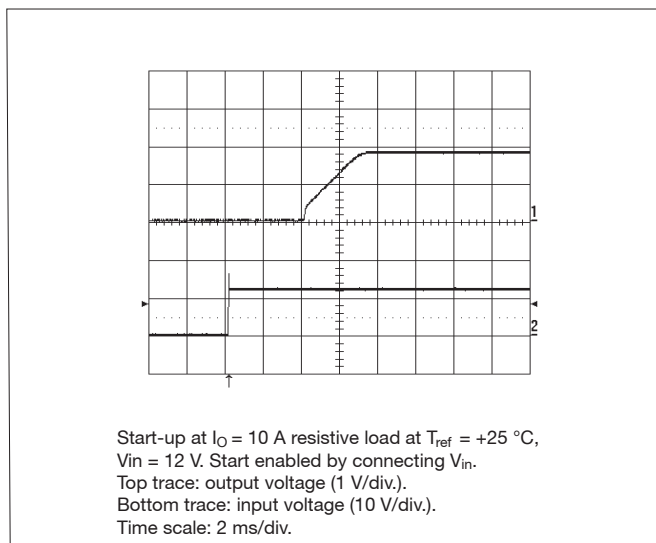 1
2
Start-up at IO = 10 A resistive load at Tref = +25 °C,
Vin = 12 V. Start enabled by connecting Vin.
Top trace: output voltage (1 V/div.).
Bottom trace: input voltage (10 V/div.).
Time scale: 2 ms/div.